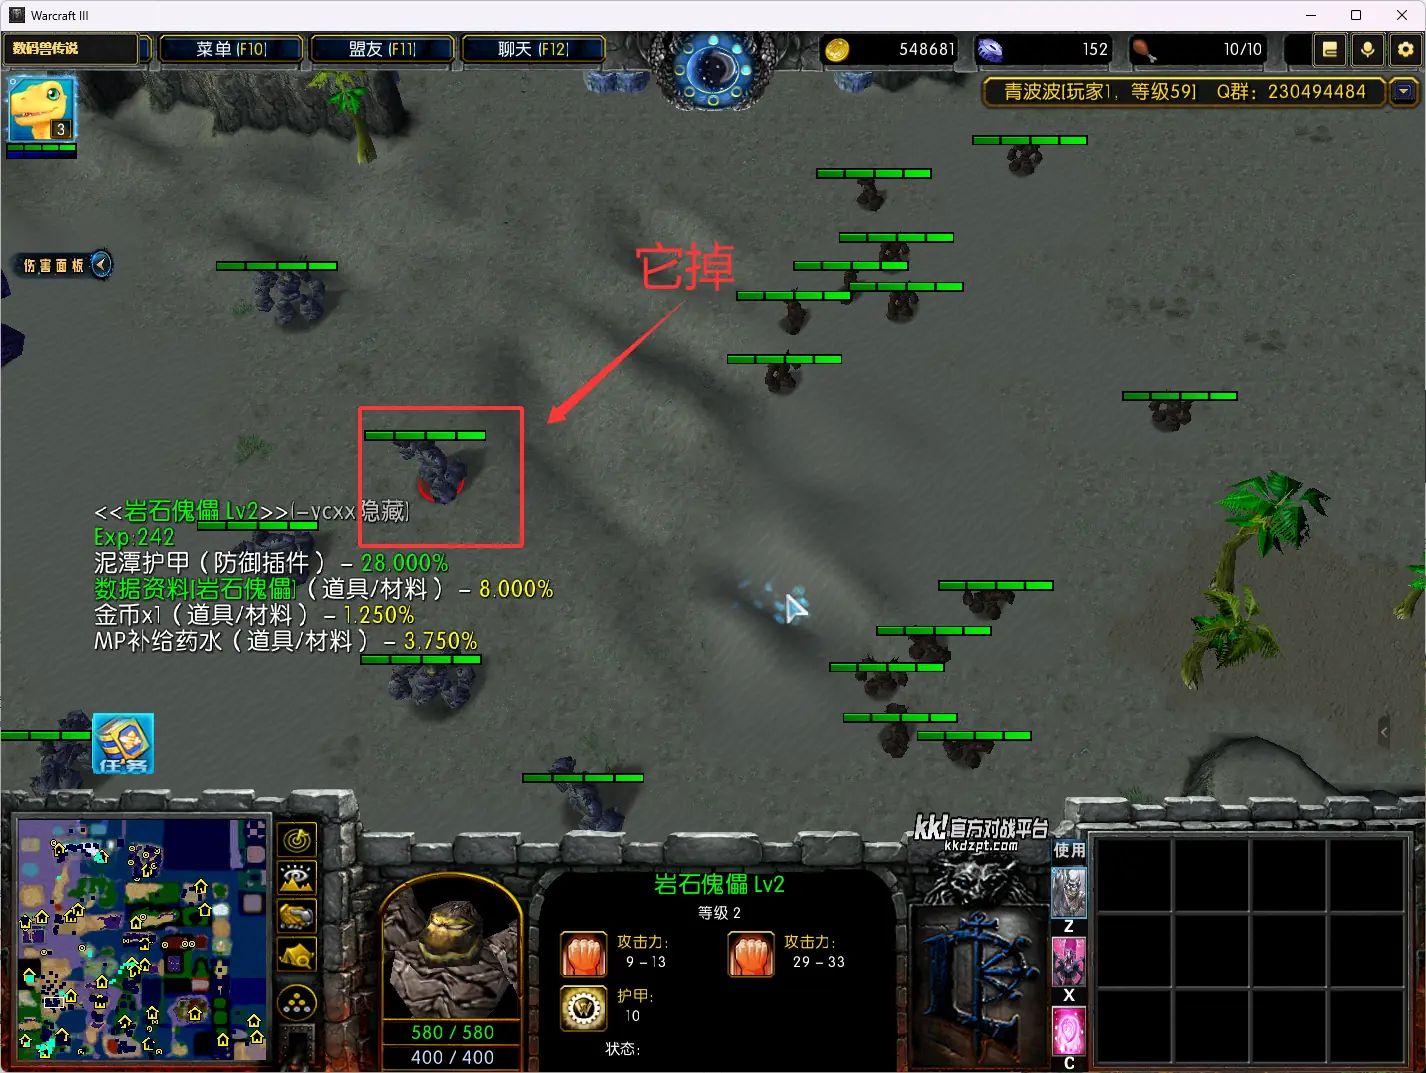 Warcraft III
数码兽传说
菜单 (F10)
盟友 (F11)
聊天 (F12)
548681
152
10/10
青波波[玩家1，等级59] Q群：230494484
3
伤害面板
它掉
<<岩石傀儡 Lv2>>(-ycxx隐藏)
Exp:242
泥潭护甲（防御插件） - 28.000%
数据资料[岩石傀儡]（道具/材料） - 8.000%
金币x1（道具/材料） - 1.250%
MP补给药水（道具/材料） - 3.750%
任务
kk!官方对战平台
kkdzpt.com
岩石傀儡 Lv2
等级 2
攻击力:
9 - 13
攻击力:
29 - 33
护甲:
10
状态:
580 / 580
400 / 400
使用
Z
X
C